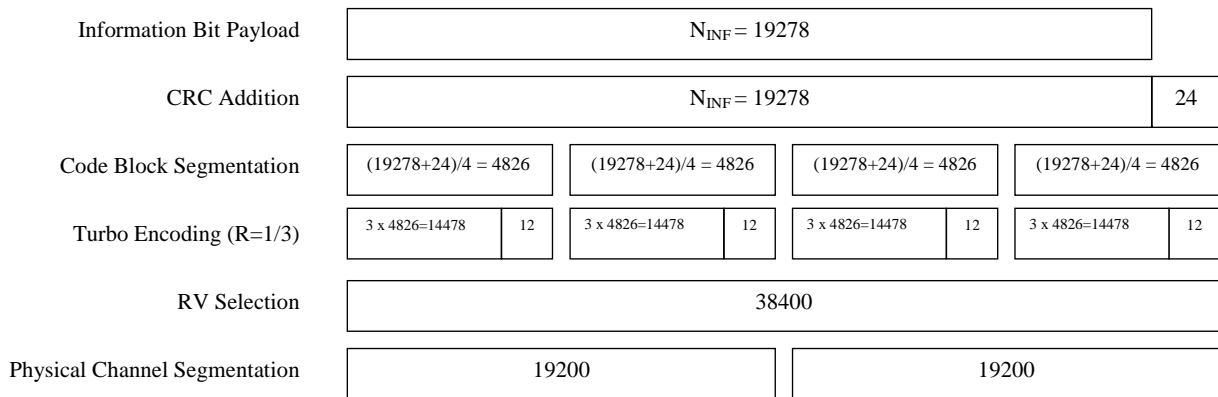 Information Bit Payload N_INF = 19278
CRC Addition N_INF = 19278 24
Code Block Segmentation (19278+24)/4 = 4826 (19278+24)/4 = 4826 (19278+24)/4 = 4826 (19278+24)/4 = 4826
Turbo Encoding (R=1/3) 3 x 4826=14478 12 3 x 4826=14478 12 3 x 4826=14478 12 3 x 4826=14478 12
RV Selection 38400
Physical Channel Segmentation 19200 19200